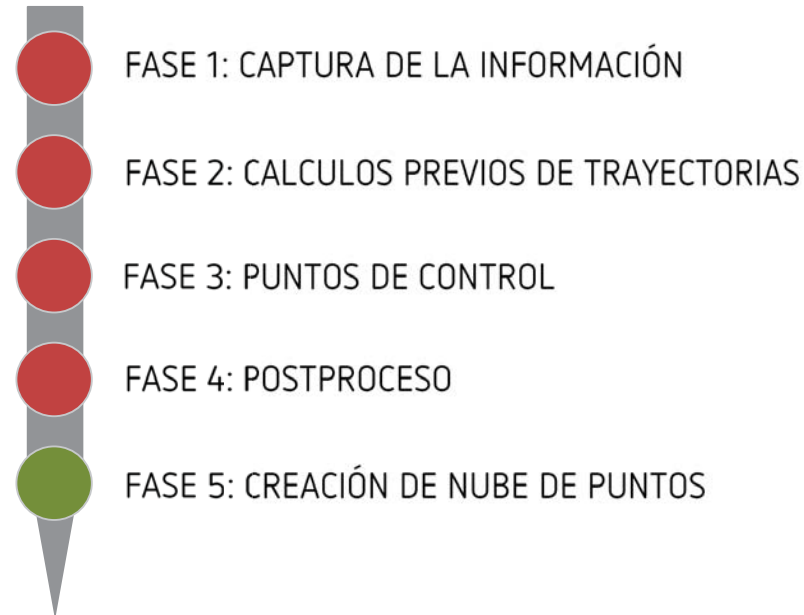 FASE 1: CAPTURA DE LA INFORMACIÓN
FASE 2: CALCULOS PREVIOS DE TRAYECTORIAS
FASE 3: PUNTOS DE CONTROL
FASE 4: POSTPROCESO
FASE 5: CREACIÓN DE NUBE DE PUNTOS